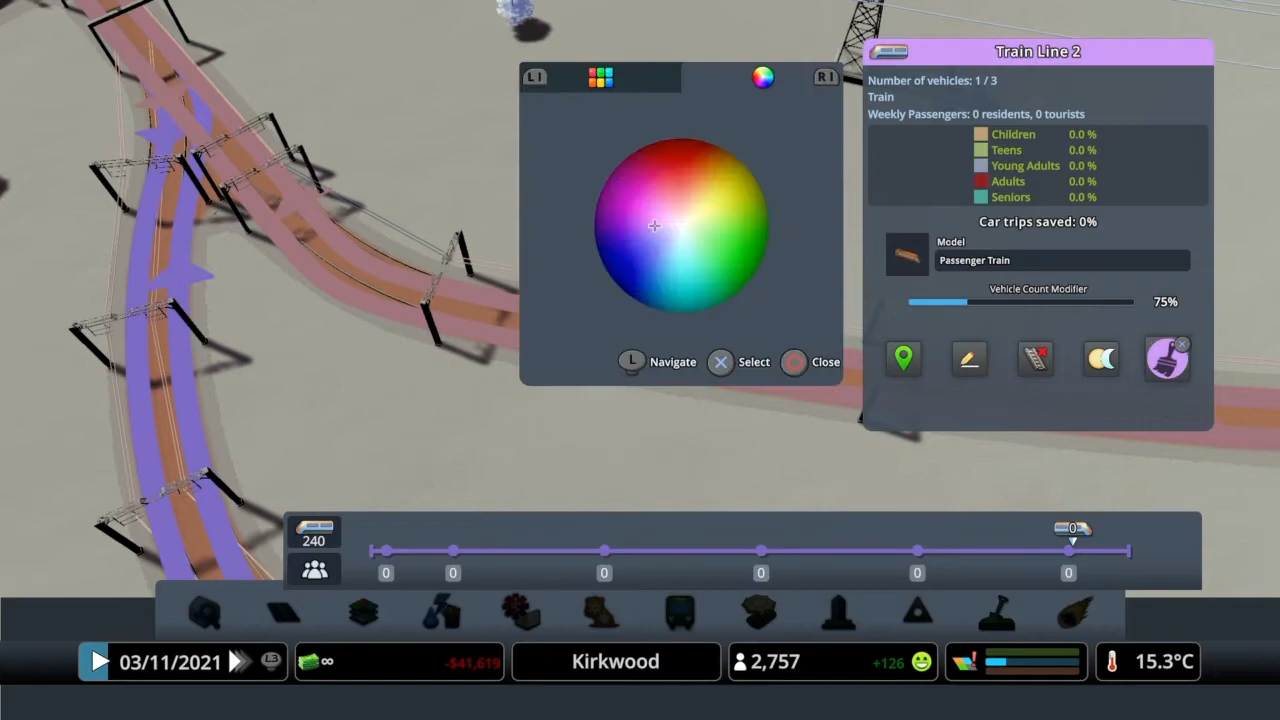 L1
R1
Navigate
Select
Close
Train Line 2
Number of vehicles: 1 / 3
Train
Weekly Passengers: 0 residents, 0 tourists
Children 0.0 %
Teens 0.0 %
Young Adults 0.0 %
Adults 0.0 %
Seniors 0.0 %
Car trips saved: 0%
Model
Passenger Train
Vehicle Count Modifier
75%
0
240
0 0 0 0 0 0
03/11/2021
L3
∞
-$41,619
Kirkwood
2,757
+126
15.3°C